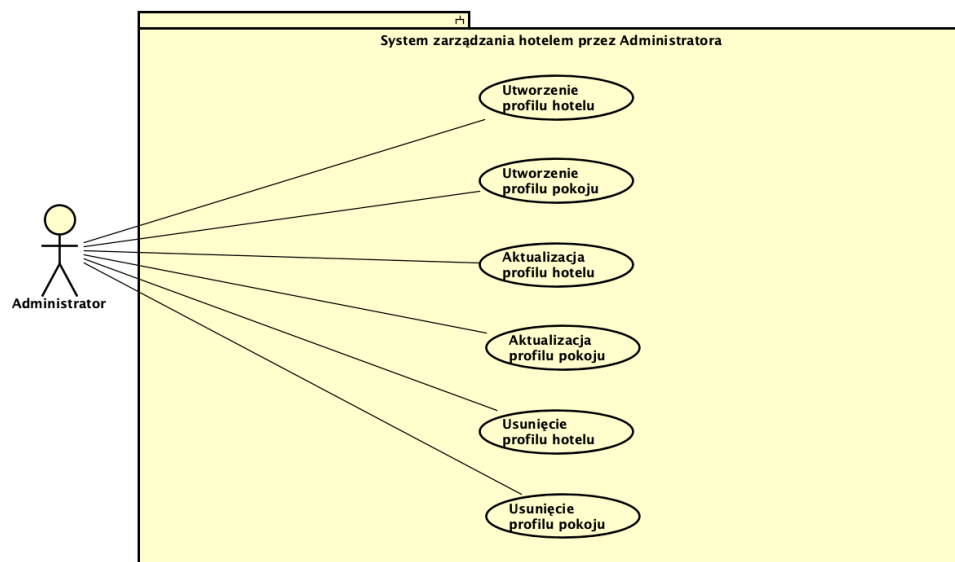 System zarządzania hotelem przez Administratora
Utworzenie
profilu hotelu
Utworzenie
profilu pokoju
Aktualizacja
profilu hotelu
Administrator
Aktualizacja
profilu pokoju
Usunięcie
profilu hotelu
Usunięcie
profilu pokoju